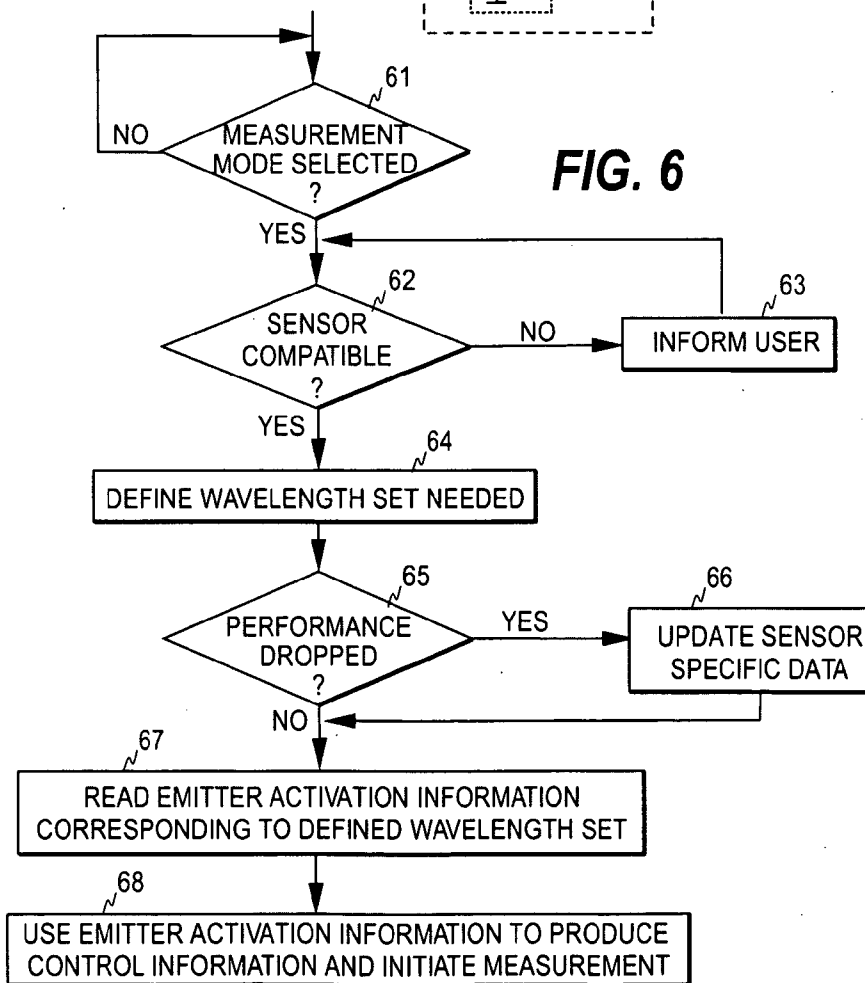 61
NO
MEASUREMENT
MODE SELECTED
?
FIG. 6
YES
62
SENSOR
COMPATIBLE
?
NO
63
INFORM USER
YES
64
DEFINE WAVELENGTH SET NEEDED
65
PERFORMANCE
DROPPED
?
YES
66
UPDATE SENSOR
SPECIFIC DATA
NO
67
READ EMITTER ACTIVATION INFORMATION
CORRESPONDING TO DEFINED WAVELENGTH SET
68
USE EMITTER ACTIVATION INFORMATION TO PRODUCE
CONTROL INFORMATION AND INITIATE MEASUREMENT